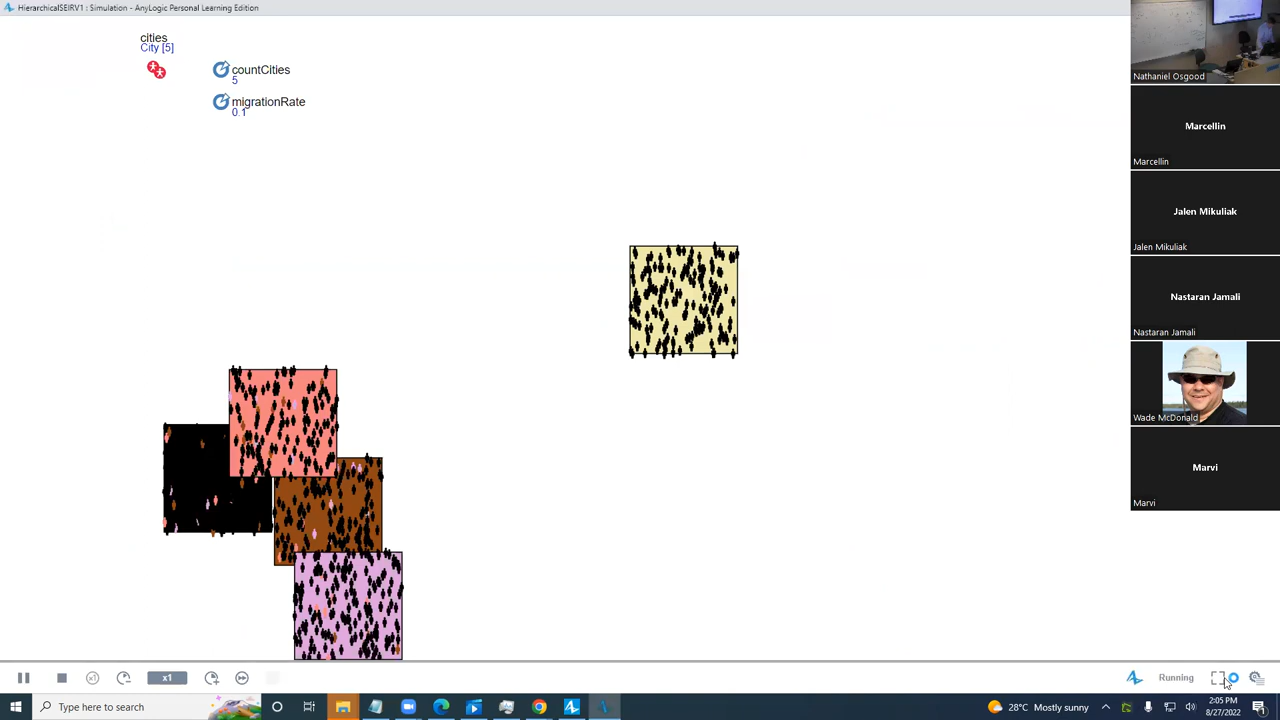 HierarchicalSEIRV1 : Simulation - AnyLogic Personal Learning Edition
cities
City [5]
countCities
5
migrationRate
0.1
Nathaniel Osgood
Marcellin
Marcellin
Jalen Mikuliak
Jalen Mikuliak
Nastaran Jamali
Nastaran Jamali
Wade McDonald
Marvi
Marvi
x1
Running
Type here to search
28°C Mostly sunny
2:05 PM
8/27/2022